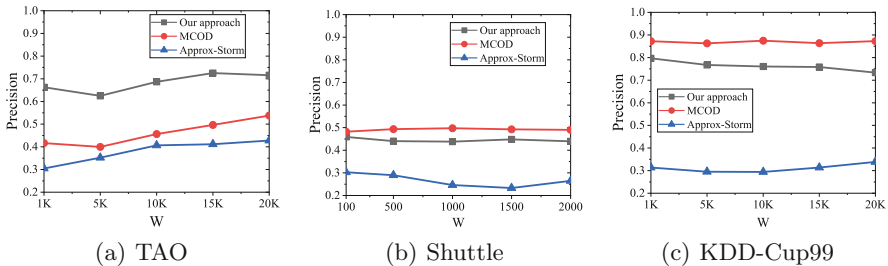 Precision
1.0
0.9
0.8
0.7
0.6
0.5
0.4
0.3
0.2
Our approach
MCOD
Approx-Storm
1K 5K 10K 15K 20K
W
(a) TAO
Precision
1.0
0.9
0.8
0.7
0.6
0.5
0.4
0.3
0.2
Our approach
MCOD
Approx-Storm
100 500 1000 1500 2000
W
(b) Shuttle
Precision
1.0
0.9
0.8
0.7
0.6
0.5
0.4
0.3
0.2
Our approach
MCOD
Approx-Storm
1K 5K 10K 15K 20K
W
(c) KDD-Cup99